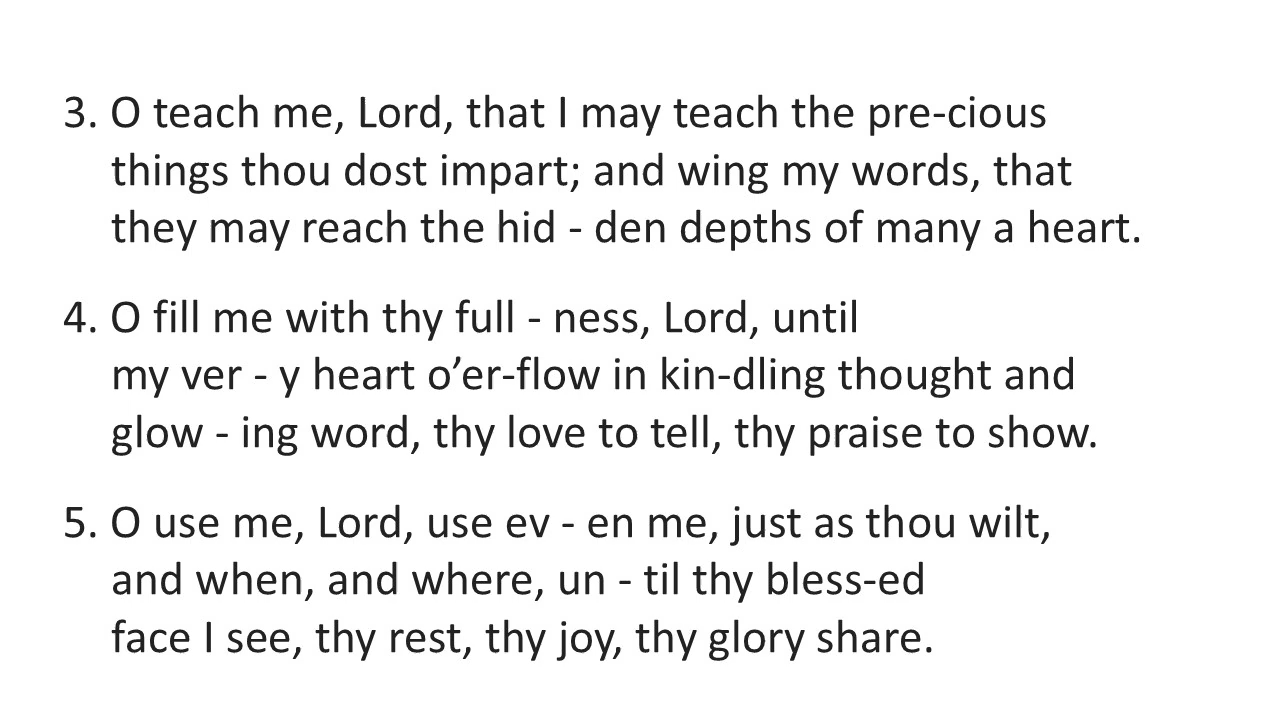 3. O teach me, Lord, that I may teach the pre-cious
things thou dost impart; and wing my words, that
they may reach the hid - den depths of many a heart.
4. O fill me with thy full - ness, Lord, until
my ver - y heart o’er-flow in kin-dling thought and
glow - ing word, thy love to tell, thy praise to show.
5. O use me, Lord, use ev - en me, just as thou wilt,
and when, and where, un - til thy bless-ed
face I see, thy rest, thy joy, thy glory share.